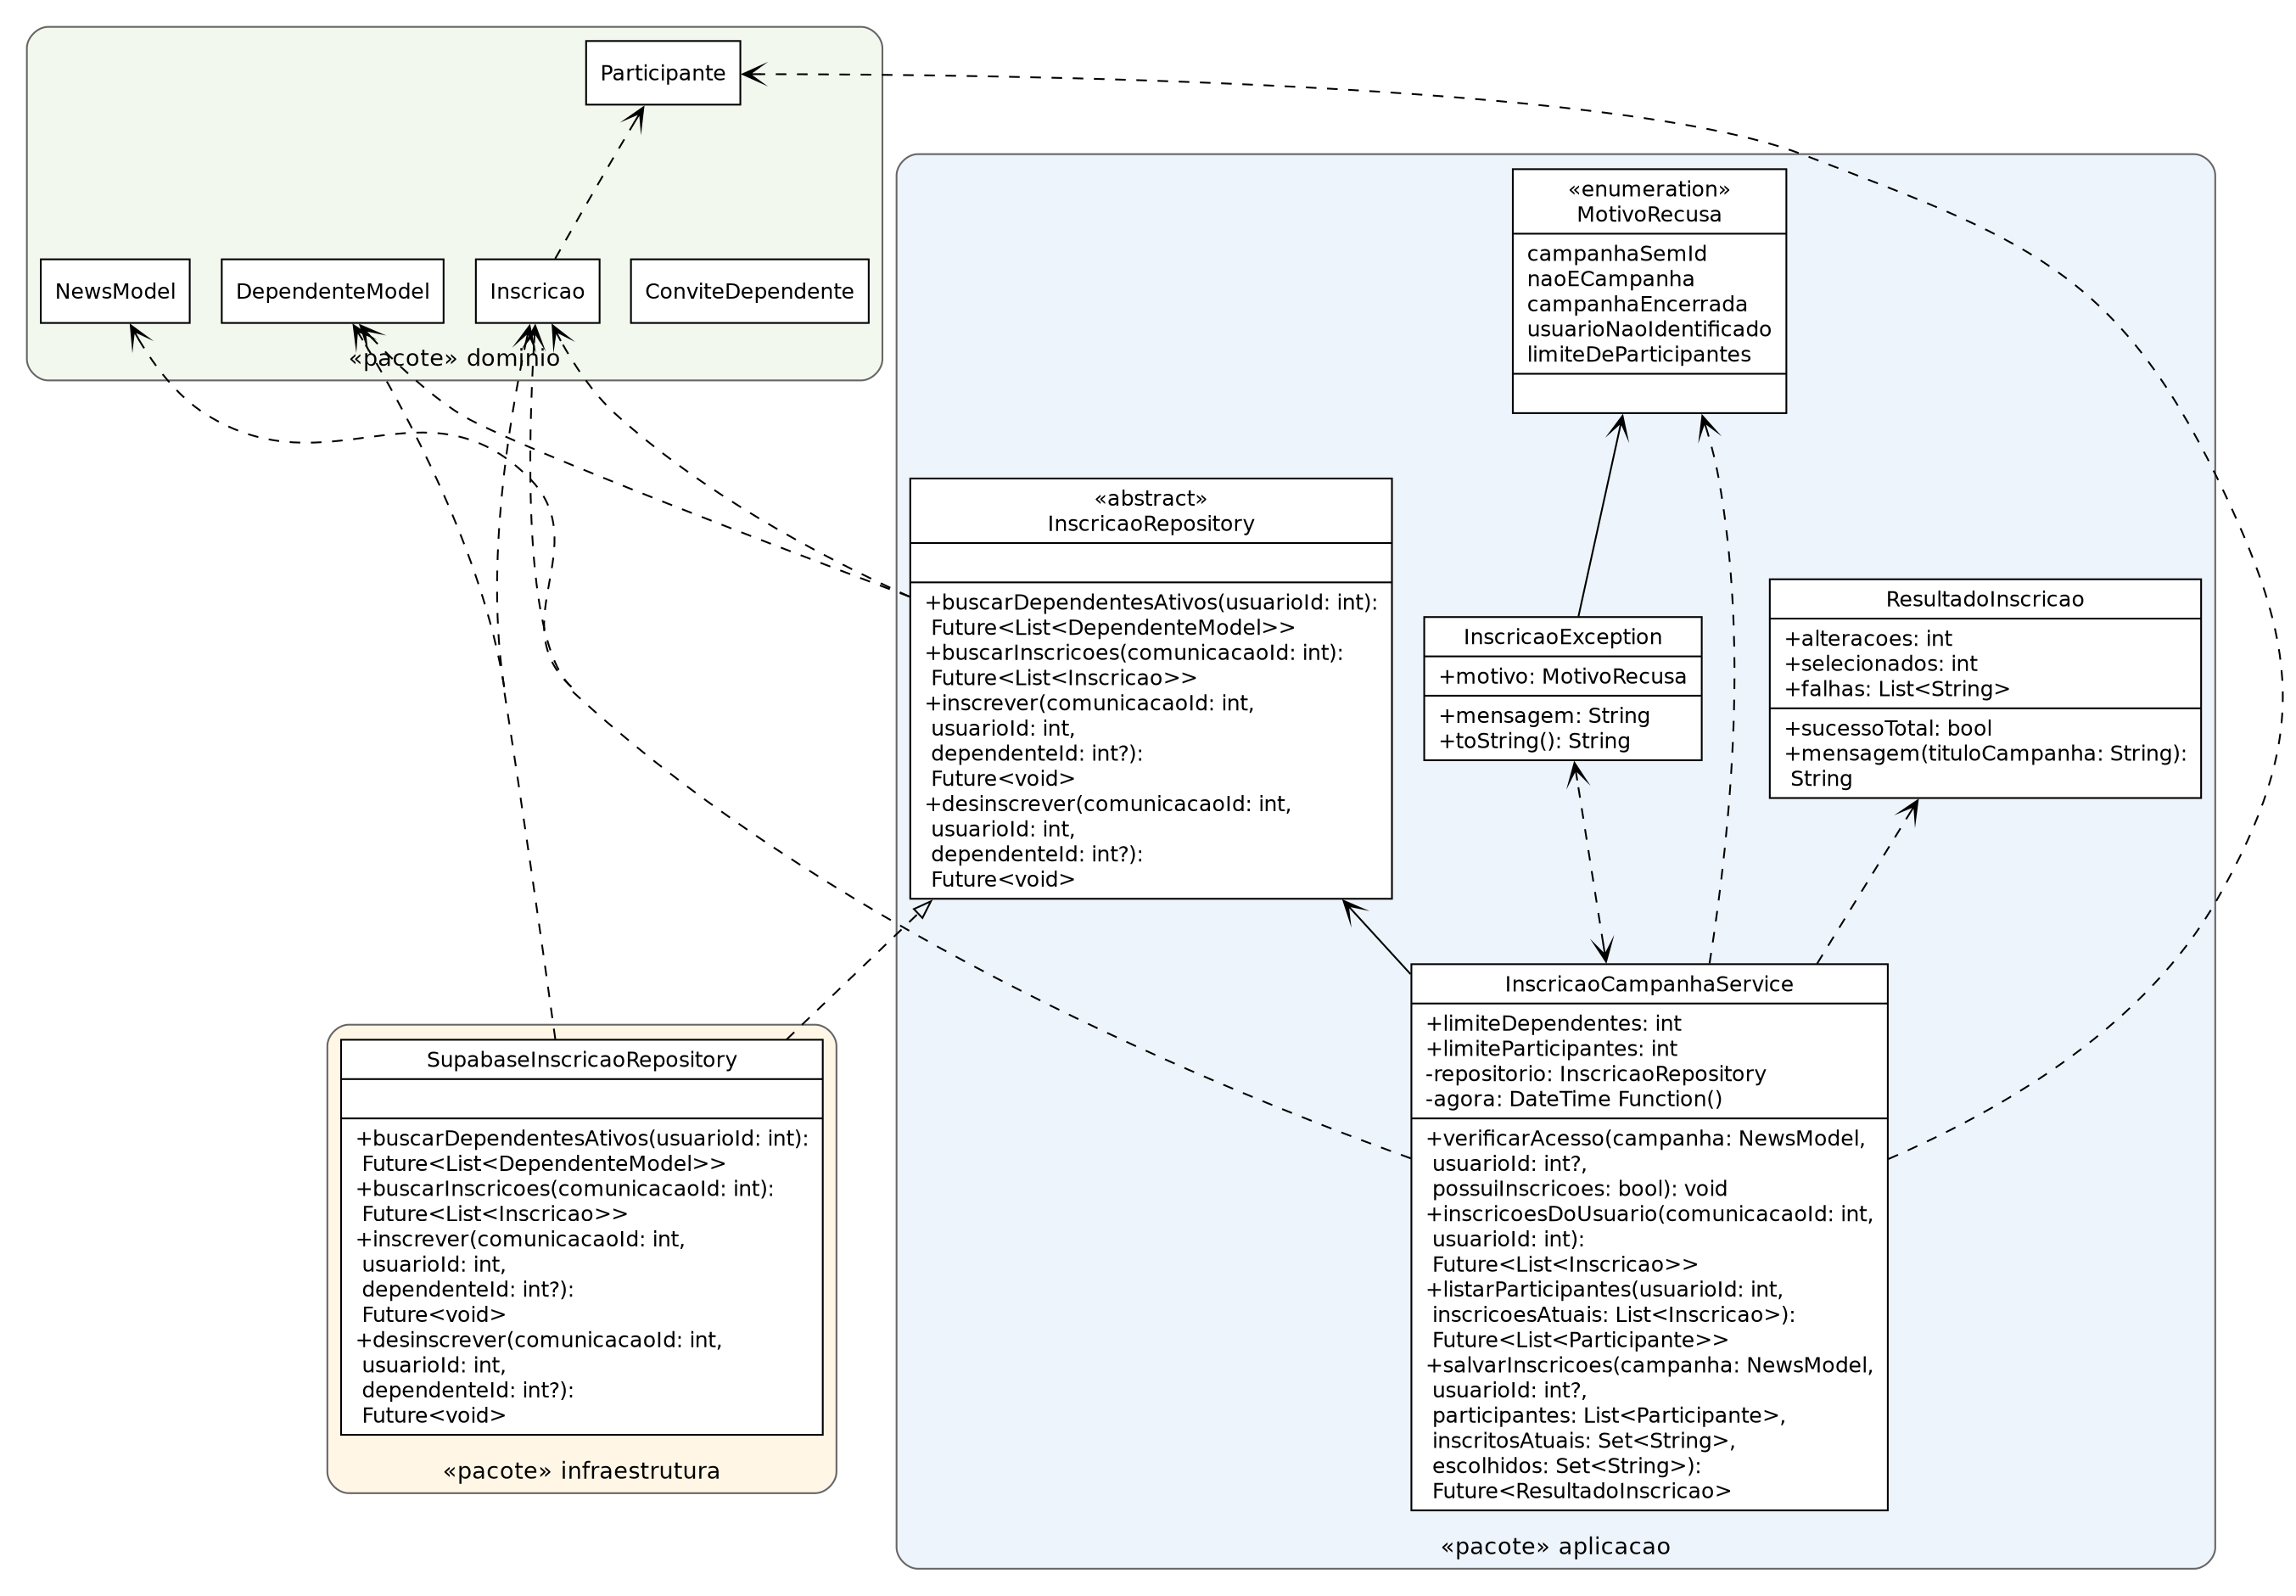 Participante
NewsModel
DependenteModel
Inscricao
ConviteDependente
«pacote» dominio
«enumeration»
MotivoRecusa
campanhaSemId
naoECampanha
campanhaEncerrada
usuarioNaoIdentificado
limiteDeParticipantes
«abstract»
InscricaoRepository
+buscarDependentesAtivos(usuarioId: int):
Future<List<DependenteModel>>
+buscarInscricoes(comunicacaoId: int):
Future<List<Inscricao>>
+inscrever(comunicacaoId: int,
usuarioId: int,
dependenteId: int?):
Future<void>
+desinscrever(comunicacaoId: int,
usuarioId: int,
dependenteId: int?):
Future<void>
InscricaoException
+motivo: MotivoRecusa
+mensagem: String
+toString(): String
ResultadoInscricao
+alteracoes: int
+selecionados: int
+falhas: List<String>
+sucessoTotal: bool
+mensagem(tituloCampanha: String):
String
InscricaoCampanhaService
+limiteDependentes: int
+limiteParticipantes: int
-repositorio: InscricaoRepository
-agora: DateTime Function()
+verificarAcesso(campanha: NewsModel,
usuarioId: int?,
possuiInscricoes: bool): void
+inscricoesDoUsuario(comunicacaoId: int,
usuarioId: int):
Future<List<Inscricao>>
+listarParticipantes(usuarioId: int,
inscricoesAtuais: List<Inscricao>):
Future<List<Participante>>
+salvarInscricoes(campanha: NewsModel,
usuarioId: int?,
participantes: List<Participante>,
inscritosAtuais: Set<String>,
escolhidos: Set<String>):
Future<ResultadoInscricao>
«pacote» aplicacao
SupabaseInscricaoRepository
+buscarDependentesAtivos(usuarioId: int):
Future<List<DependenteModel>>
+buscarInscricoes(comunicacaoId: int):
Future<List<Inscricao>>
+inscrever(comunicacaoId: int,
usuarioId: int,
dependenteId: int?):
Future<void>
+desinscrever(comunicacaoId: int,
usuarioId: int,
dependenteId: int?):
Future<void>
«pacote» infraestrutura